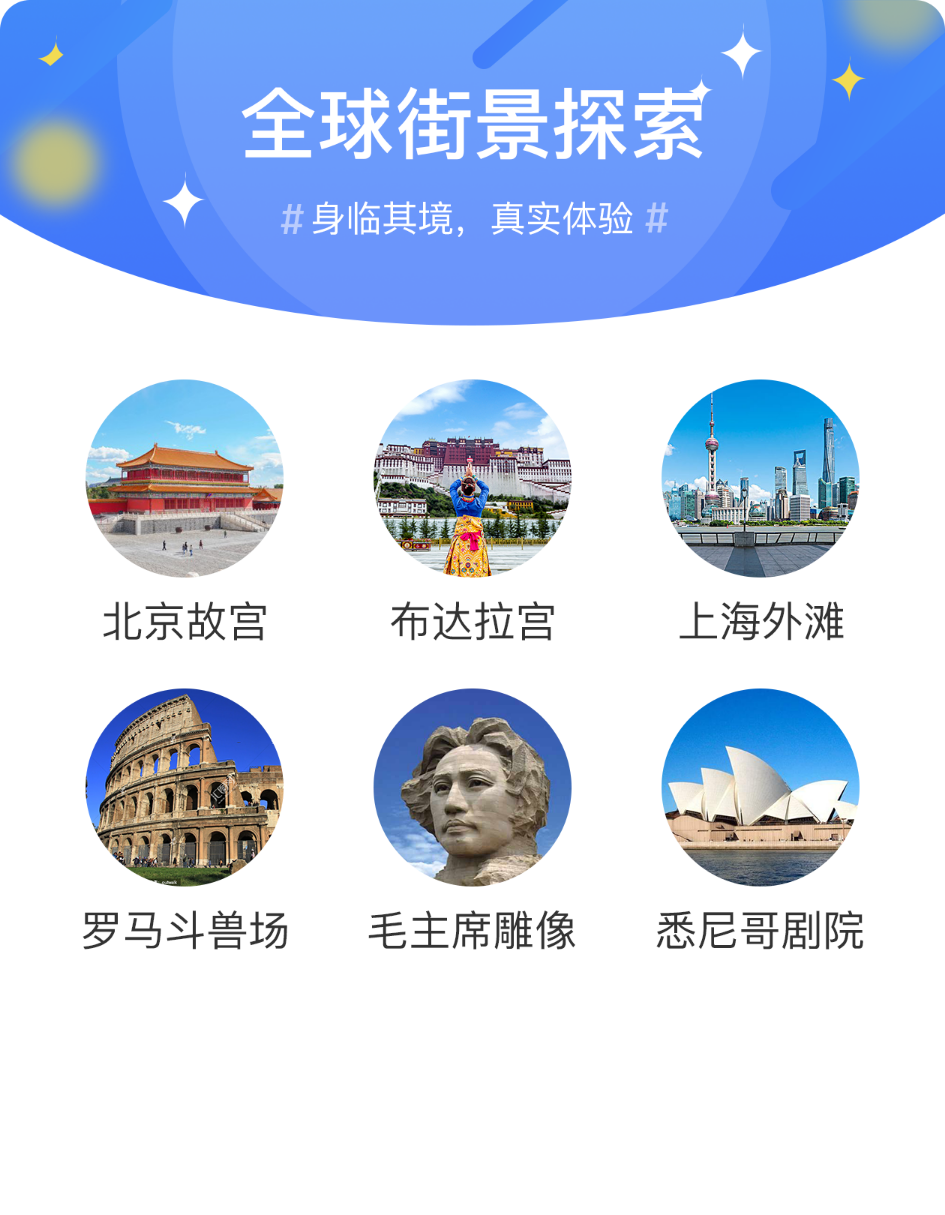 全球街景探索
# 身临其境，真实体验 #
北京故宫 布达拉宫 上海外滩
罗马斗兽场 毛主席雕像 悉尼哥剧院